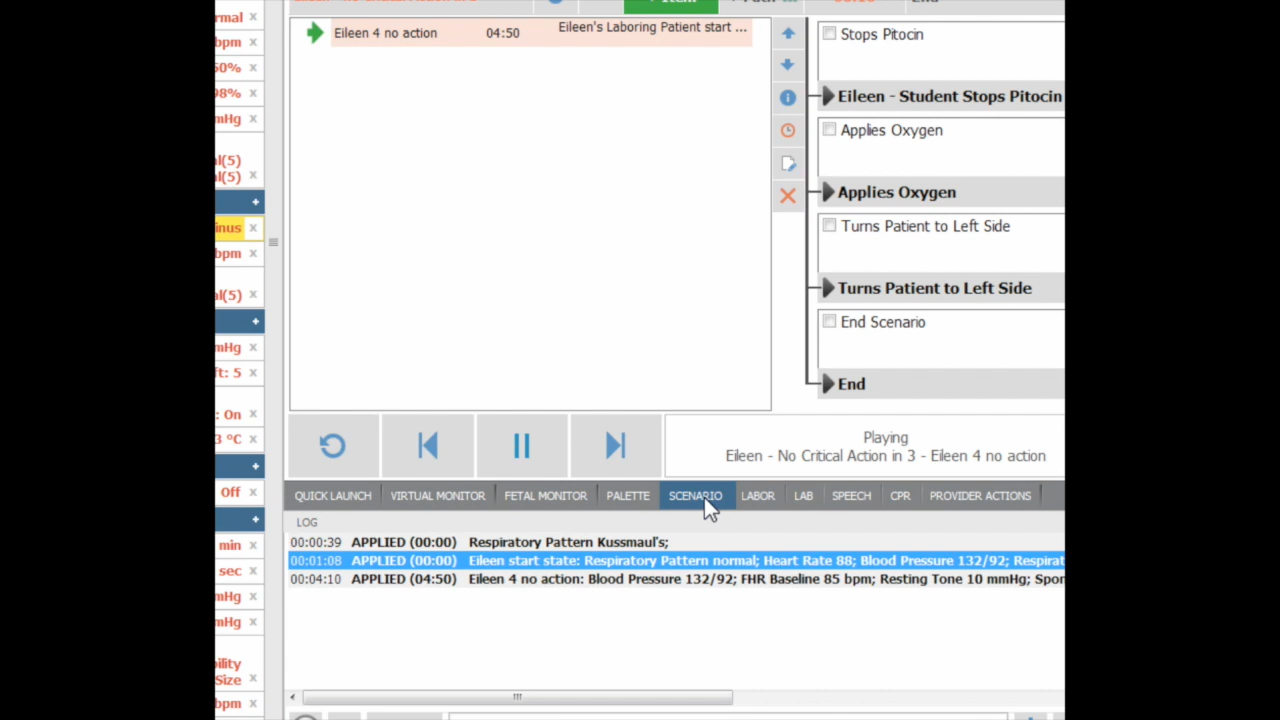 rmal x
bpm x
50% x
98% x
mHg x
al(5)
al(5) x
+
inus x
bpm x
al(5) x
+
mHg x
ft: 5 x
: On x
3 °C x
+
Off x
+
min x
sec x
mHg x
mHg x
bility
Size x
bpm x
Eileen 4 no action 04:50 Eileen's Laboring Patient start ...
Stops Pitocin
Eileen - Student Stops Pitocin
Applies Oxygen
Applies Oxygen
Turns Patient to Left Side
Turns Patient to Left Side
End Scenario
End
Playing
Eileen - No Critical Action in 3 - Eileen 4 no action
QUICK LAUNCH VIRTUAL MONITOR FETAL MONITOR PALETTE SCENARIO LABOR LAB SPEECH CPR PROVIDER ACTIONS
LOG
00:00:39 APPLIED (00:00) Respiratory Pattern Kussmaul's;
00:01:08 APPLIED (00:00) Eileen start state: Respiratory Pattern normal; Heart Rate 88; Blood Pressure 132/92; Respirat
00:04:10 APPLIED (04:50) Eileen 4 no action: Blood Pressure 132/92; FHR Baseline 85 bpm; Resting Tone 10 mmHg; Spon